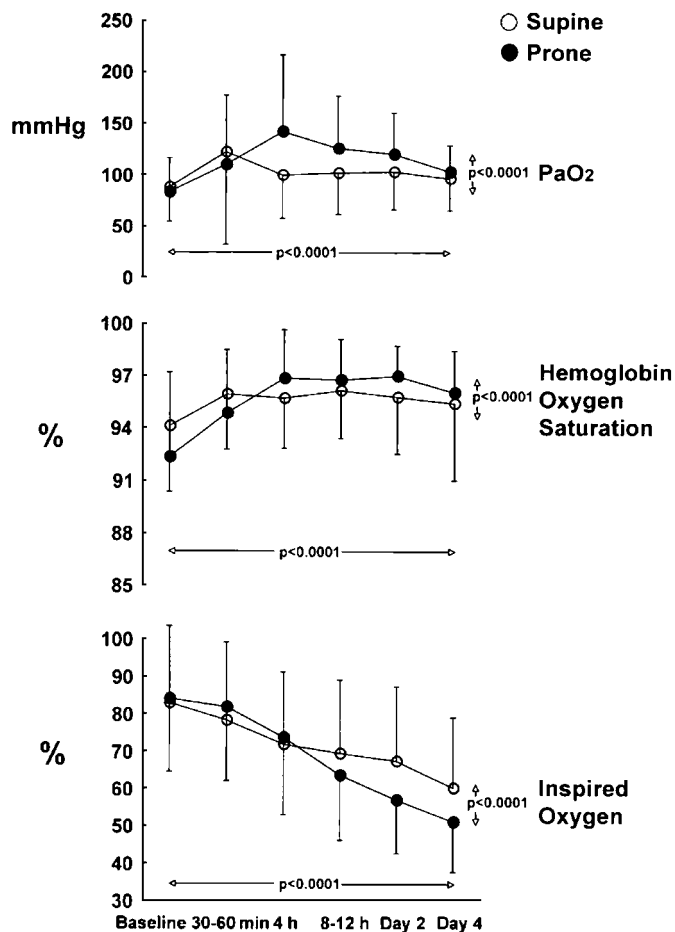 Supine
Prone
250
200
mmHg
150
100
50
0
p<0.0001
PaO2
p<0.0001
100
97
%
94
91
88
85
p<0.0001
Hemoglobin
Oxygen
Saturation
p<0.0001
100
90
80
%
70
60
50
40
30
p<0.0001
Inspired
Oxygen
p<0.0001
Baseline 30-60 min 4 h 8-12 h Day 2 Day 4